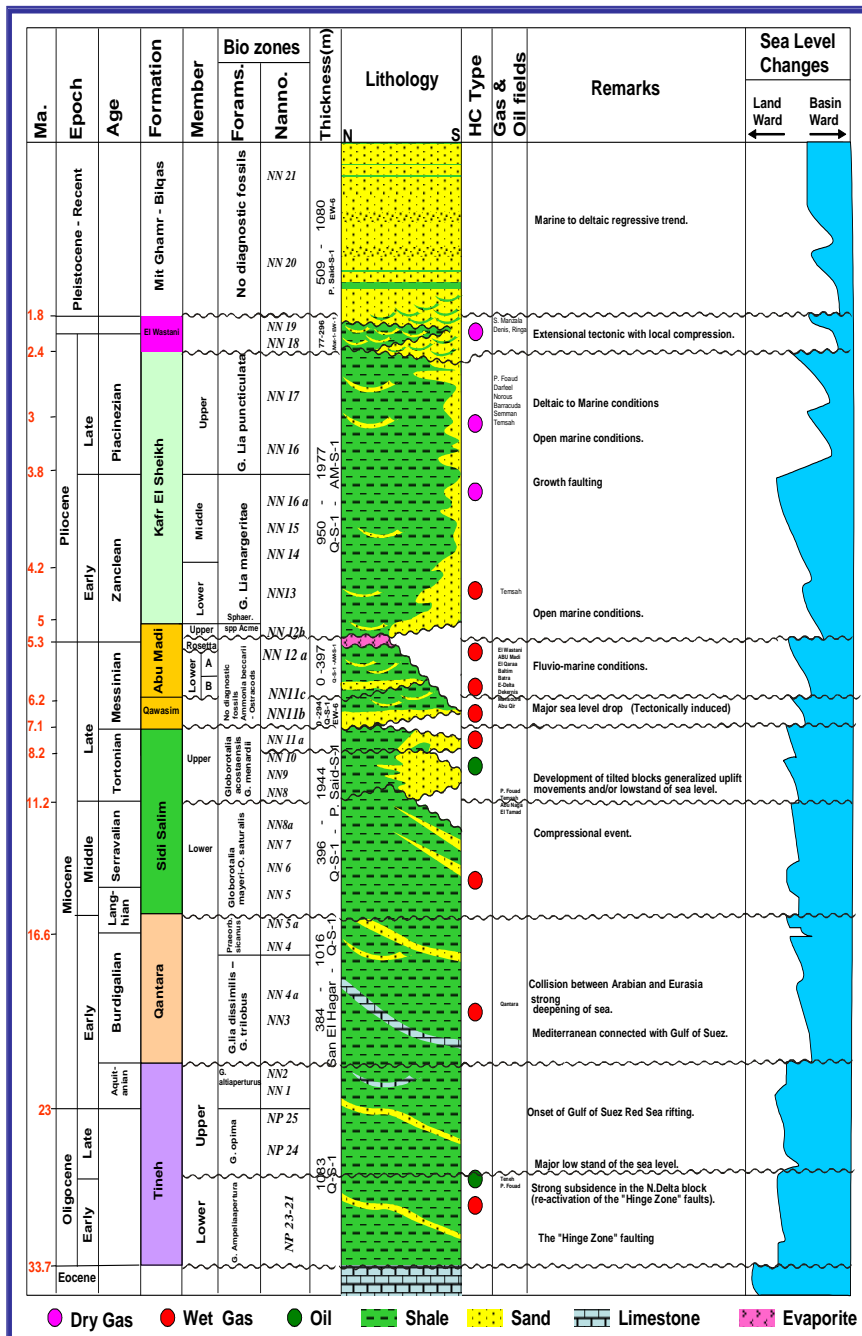 Ma.
Epoch
Age
Formation
Member
Bio zones
Forams.
Nanno.
Thickness(m)
Lithology
N S
HC Type
Gas &
Oil fields
Remarks
Sea Level
Changes
Land
Ward
Basin
Ward
Pleistocene - Recent
Mit Ghamr - Bilqas
No diagnostic fossils
NN 21
NN 20
509 - 1080
P. Said-S-1 EW-6
Marine to deltaic regressive trend.
1.8
El Wastani
NN 19
NN 18
77-296
S. Manzala
Denis, Ringa
Extensional tectonic with local compression.
2.4
Pliocene
Late
Piacinezian
Kafr El Sheikh
Upper
G. Lia puncticulata
NN 17
NN 16
950 - 1977
Q-S-1 - AM-S-1
P. Foaud
Darfeel
Norous
Barracuda
Semman
Temsah
Deltaic to Marine conditions
Open marine conditions.
3
3.8
Growth faulting
Early
Zanclean
Middle
Lower
G. Lia margeritae
NN 16 a
NN 15
NN 14
NN13
4.2
Temsah
5
Open marine conditions.
Sphaer.
spp Acme
Upper
NN 12b
5.3
Abu Madi
Rosetta
Lower
A
B
Messinian
NN 12 a
NN11c
0 -397
Q-S-1 -AM-S-1
El Wastani
ABU Madi
El Qaraa
Baltim
Batra
E-Delta
Abu Qir
Fluvio-marine conditions.
No diagnostic
fossils
Ammonia beccarii
- Ostracods
6.2
Qawasim
NN11b
0-294
Q-S-1
EW-6
Major sea level drop (Tectonically induced)
7.1
Miocene
Late
Tortonian
Sidi Salim
Upper
Globorotalia
acostaensis
G. menardii
NN 11 a
NN 10
NN9
NN8
8.2
396 - 1944
Q-S-1 - P. Said-S-1
P. Fouad
Temsah
Abu Naga
El Tamad
Development of tilted blocks generalized uplift
movements and/or lowstand of sea level.
11.2
Middle
Serravalian
Lang-
hian
Lower
Globorotalia
mayeri-O. saturalis
NN8a
NN 7
NN 6
NN 5
Compressional event.
16.6
Early
Burdigalian
Qantara
Praeorb.
sicanus
NN 5 a
NN 4
G.lia dissimilis –
G. trilobus
NN 4 a
NN3
384 - 1016
San El Hagar - Q-S-1)
Qantara
Collision between Arabian and Eurasia
strong
deepening of sea.
Mediterranean connected with Gulf of Suez.
Aquit-
anian
Tineh
G.
altiaperturus
NN2
NN 1
23
Onset of Gulf of Suez Red Sea rifting.
Oligocene
Late
Upper
G. opima
NP 25
NP 24
1083
Q-S-1
Major low stand of the sea level.
Early
Lower
G. Ampeliaapertura
NP 23-21
Teneh
P. Fouad
Strong subsidence in the N.Delta block
(re-activation of the "Hinge Zone" faults).
The "Hinge Zone" faulting
33.7
Eocene
Dry Gas
Wet Gas
Oil
Shale
Sand
Limestone
Evaporite